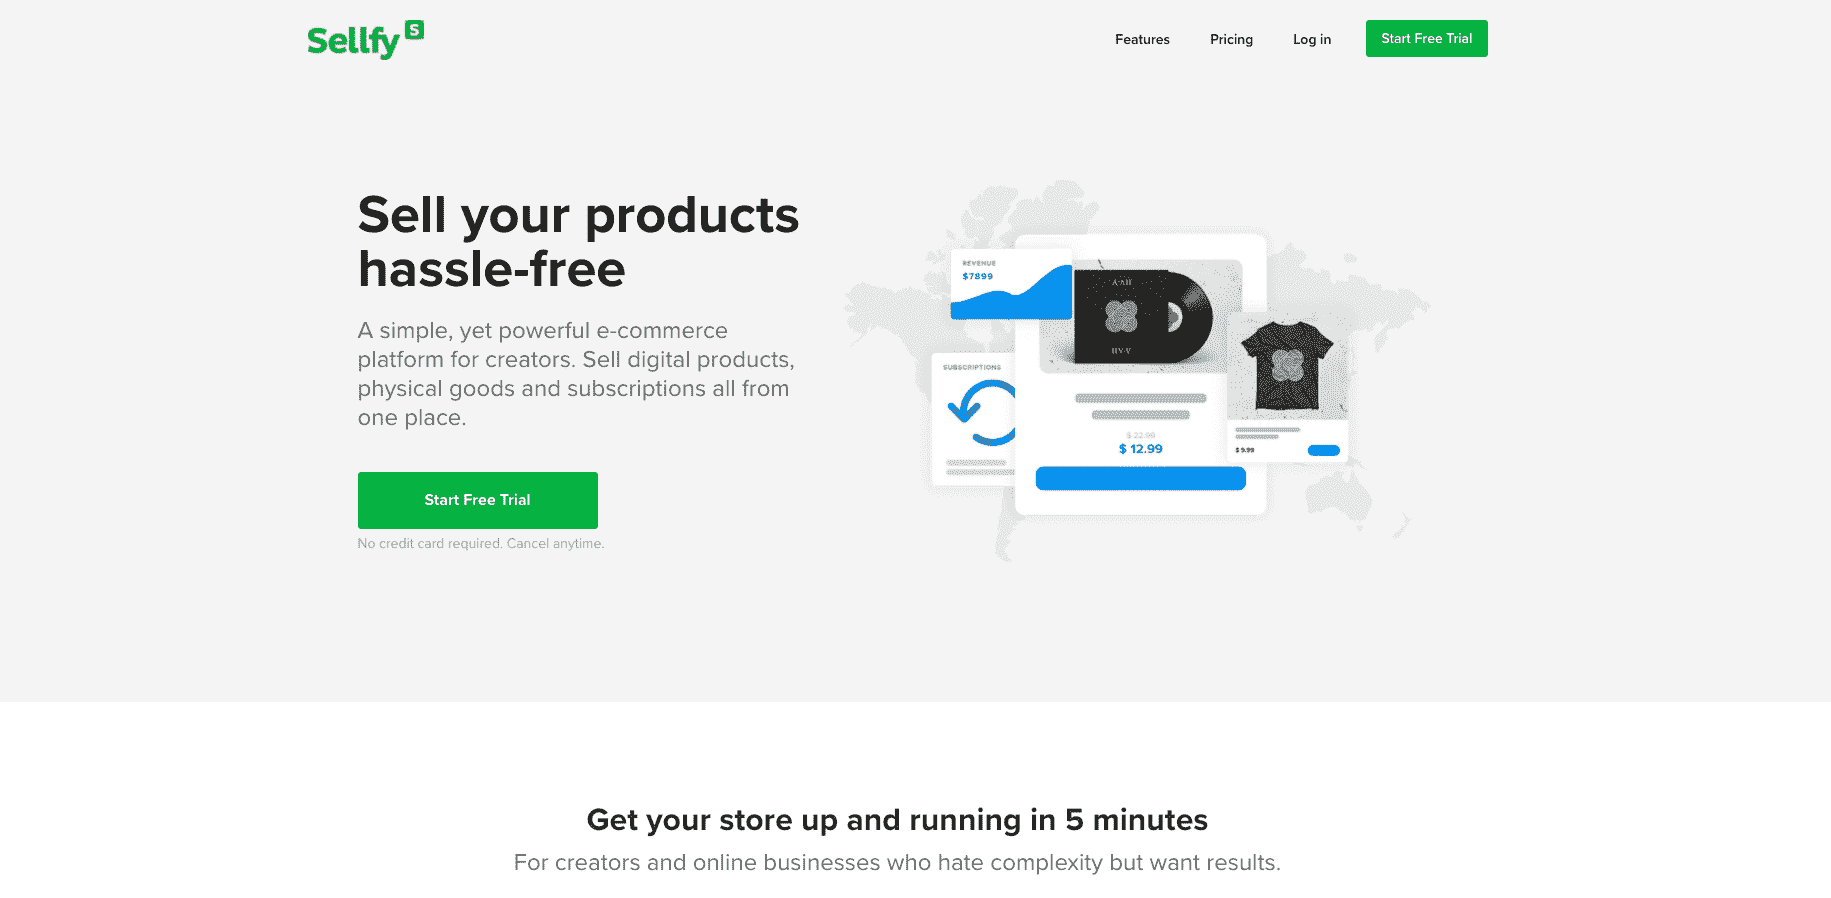 Sellfy S
Features
Pricing
Log in
Start Free Trial
Sell your products
hassle-free
A simple, yet powerful e-commerce
platform for creators. Sell digital products,
physical goods and subscriptions all from
one place.
Start Free Trial
No credit card required. Cancel anytime.
REVENUE
$7899
SUBSCRIPTIONS
$ 22.99
$ 12.99
$ 9.99
Get your store up and running in 5 minutes
For creators and online businesses who hate complexity but want results.